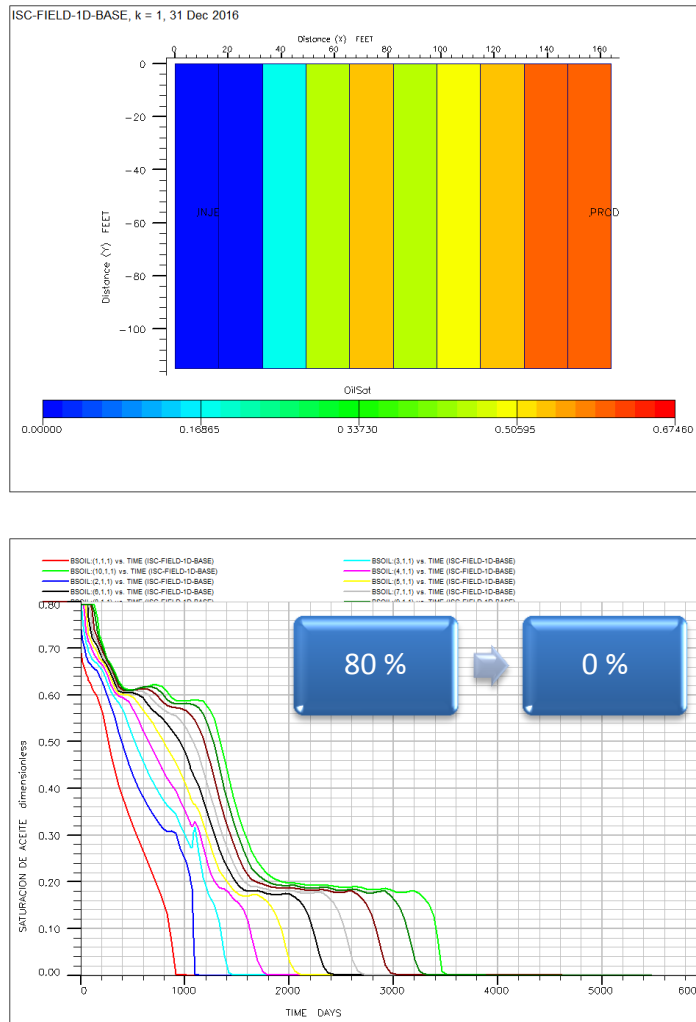 ISC-FIELD-1D-BASE, k = 1, 31 Dec 2016
Distance (X) FEET
0 20 40 60 80 100 120 140 160
0
-20
-40
-60
-80
-100
Distance (Y) FEET
INJE
PROD
OilSat
0.00000 0.16865 0.33730 0.50595 0.67460
BSOIL:(1,1,1) vs. TIME (ISC-FIELD-1D-BASE)
BSOIL:(10,1,1) vs. TIME (ISC-FIELD-1D-BASE)
BSOIL:(2,1,1) vs. TIME (ISC-FIELD-1D-BASE)
BSOIL:(6,1,1) vs. TIME (ISC-FIELD-1D-BASE)
BSOIL:(3,1,1) vs. TIME (ISC-FIELD-1D-BASE)
BSOIL:(4,1,1) vs. TIME (ISC-FIELD-1D-BASE)
BSOIL:(5,1,1) vs. TIME (ISC-FIELD-1D-BASE)
BSOIL:(7,1,1) vs. TIME (ISC-FIELD-1D-BASE)
80 %
0 %
0.80
0.70
0.60
0.50
0.40
0.30
0.20
0.10
0.00
SATURACION DE ACEITE dimensionless
0 1000 2000 3000 4000 5000
TIME DAYS